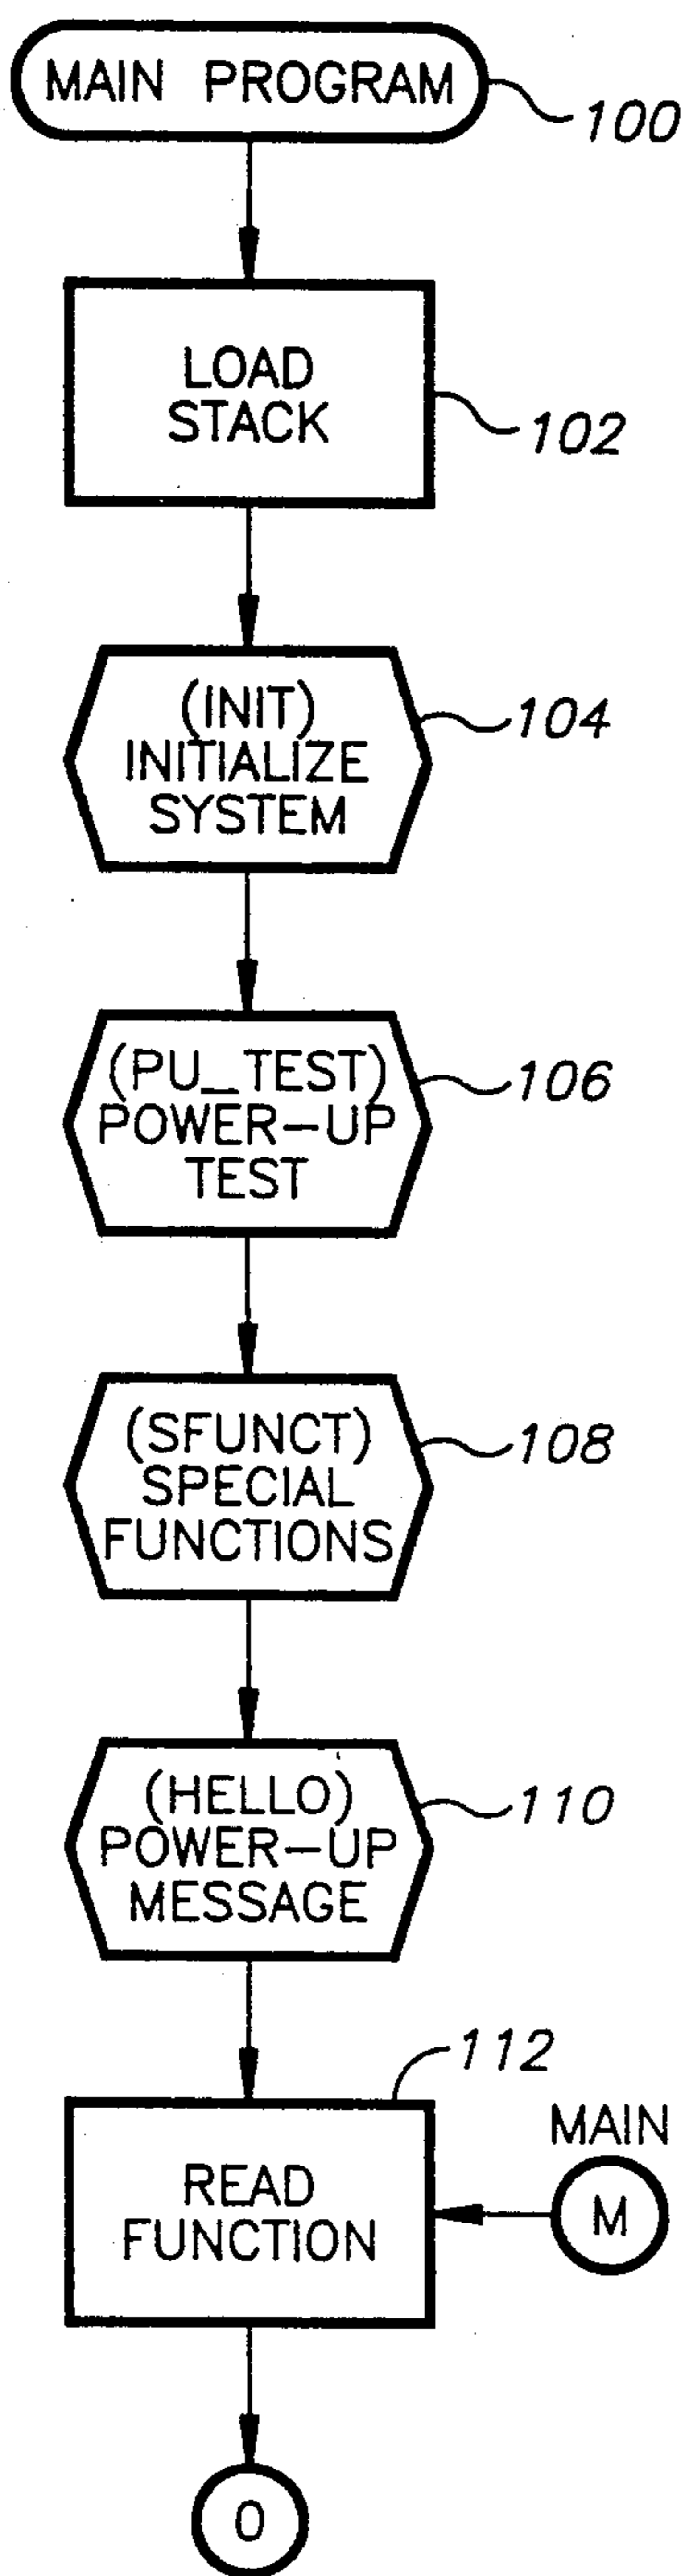 MAIN PROGRAM
100
LOAD
STACK
102
(INIT)
INITIALIZE
SYSTEM
104
(PU_TEST)
POWER-UP
TEST
106
(SFUNCT)
SPECIAL
FUNCTIONS
108
(HELLO)
POWER-UP
MESSAGE
110
112
READ
FUNCTION
MAIN
M
0